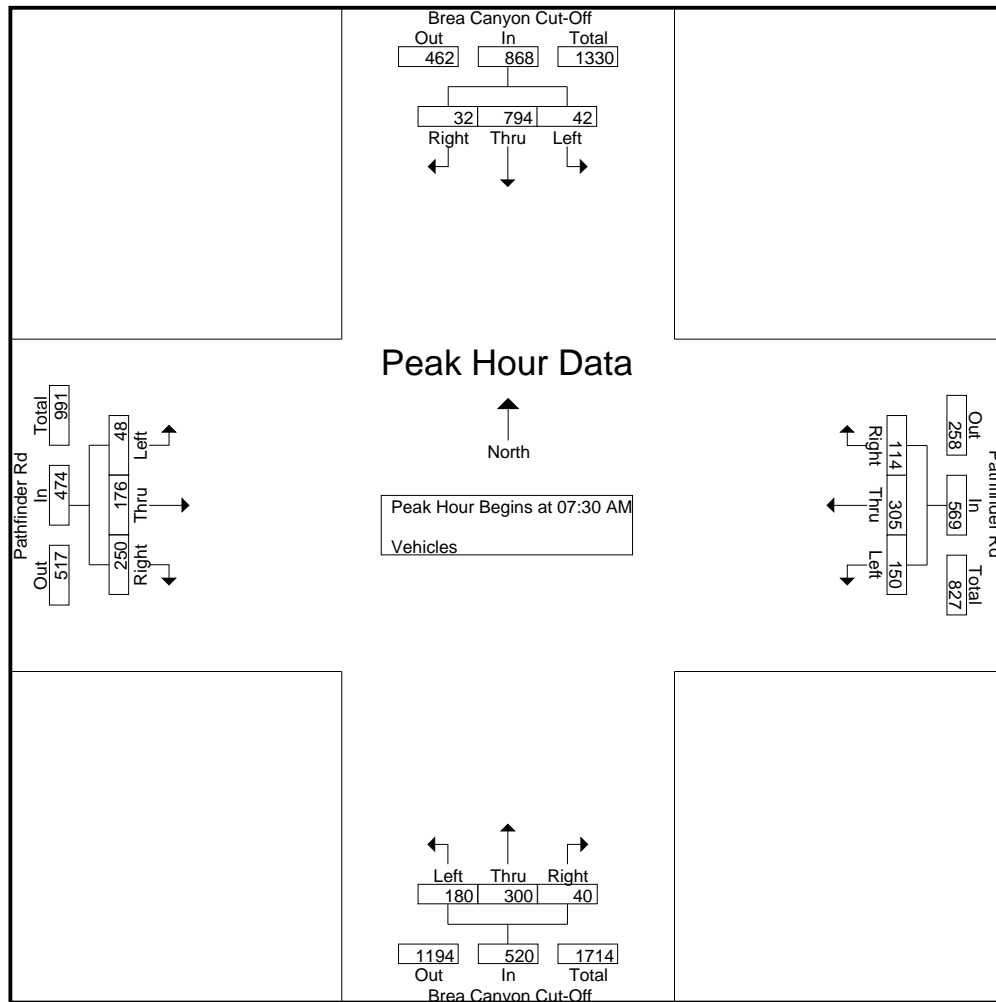 Brea Canyon Cut-Off
Out In Total
462 868 1330
32 794 42
Right Thru Left
Peak Hour Data
North
Peak Hour Begins at 07:30 AM
Vehicles
Pathfinder Rd
Total In Out
991 474 517
48 176 250
Left Thru Right
Pathfinder Rd
Out In Total
258 569 827
114 305 150
Right Thru Left
Left Thru Right
180 300 40
1194 520 1714
Out In Total
Brea Canyon Cut-Off